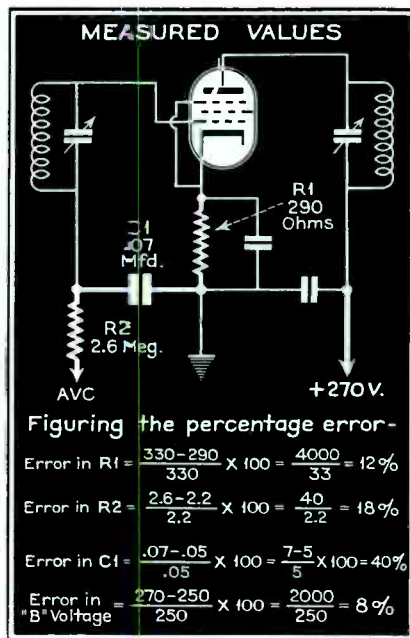 MEASURED VALUES
R1
290
Ohms
C1
.07
Mfd.
R2
2.6 Meg.
AVC
+270V.
Figuring the percentage error-
Error in R1 = 330-290/330 X 100 = 4000/33 = 12%
Error in R2 = 2.6-2.2/2.2 X 100 = 40/2.2 = 18%
Error in C1 = .07-.05/.05 X 100 = 7-5/5 X 100 = 40%
Error in "B" Voltage = 270-250/250 X 100 = 2000/250 = 8%